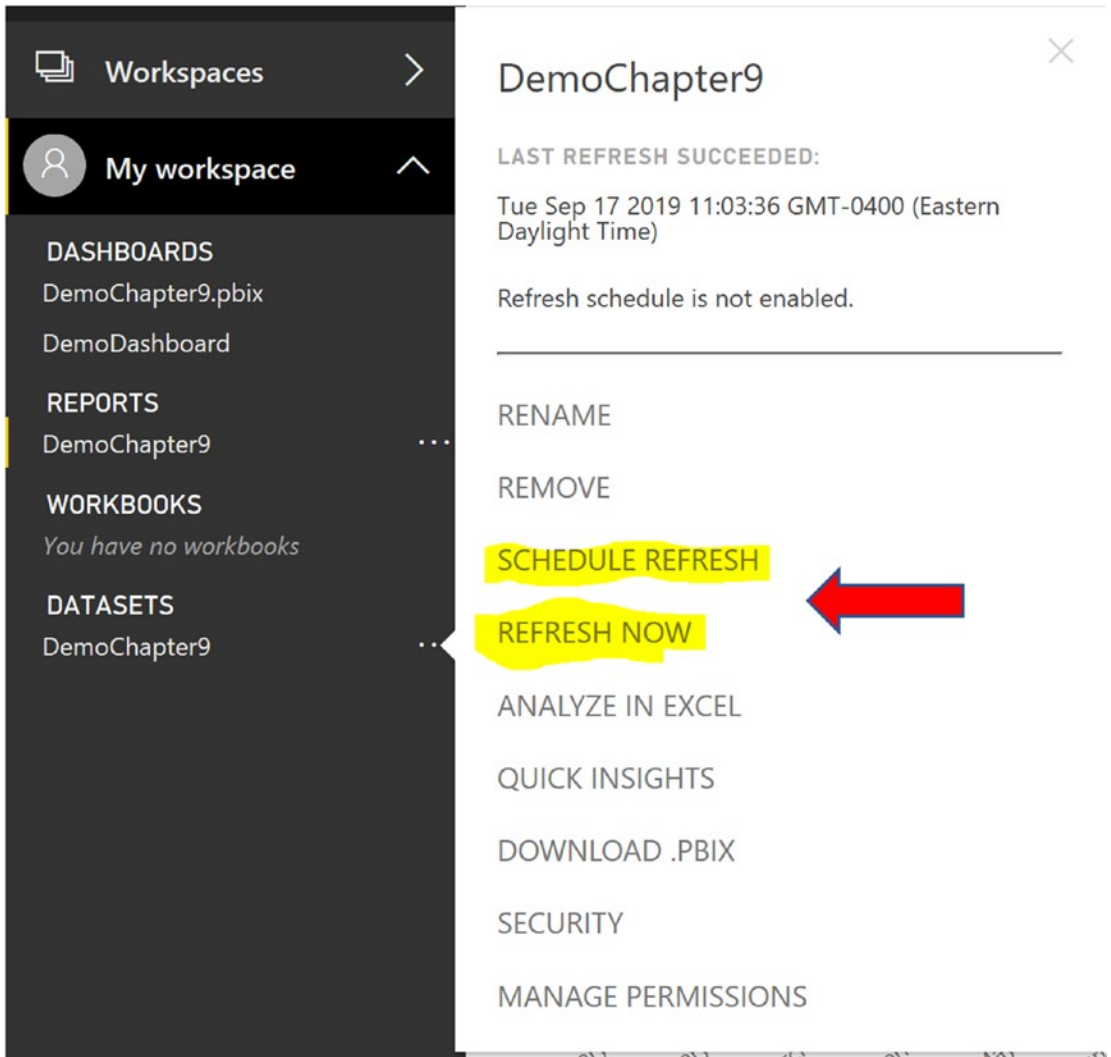 Workspaces
My workspace
DASHBOARDS
DemoChapter9.pbix
DemoDashboard
REPORTS
DemoChapter9
WORKBOOKS
You have no workbooks
DATASETS
DemoChapter9
DemoChapter9
LAST REFRESH SUCCEEDED:
Tue Sep 17 2019 11:03:36 GMT-0400 (Eastern
Daylight Time)
Refresh schedule is not enabled.
RENAME
REMOVE
SCHEDULE REFRESH
REFRESH NOW
ANALYZE IN EXCEL
QUICK INSIGHTS
DOWNLOAD .PBIX
SECURITY
MANAGE PERMISSIONS